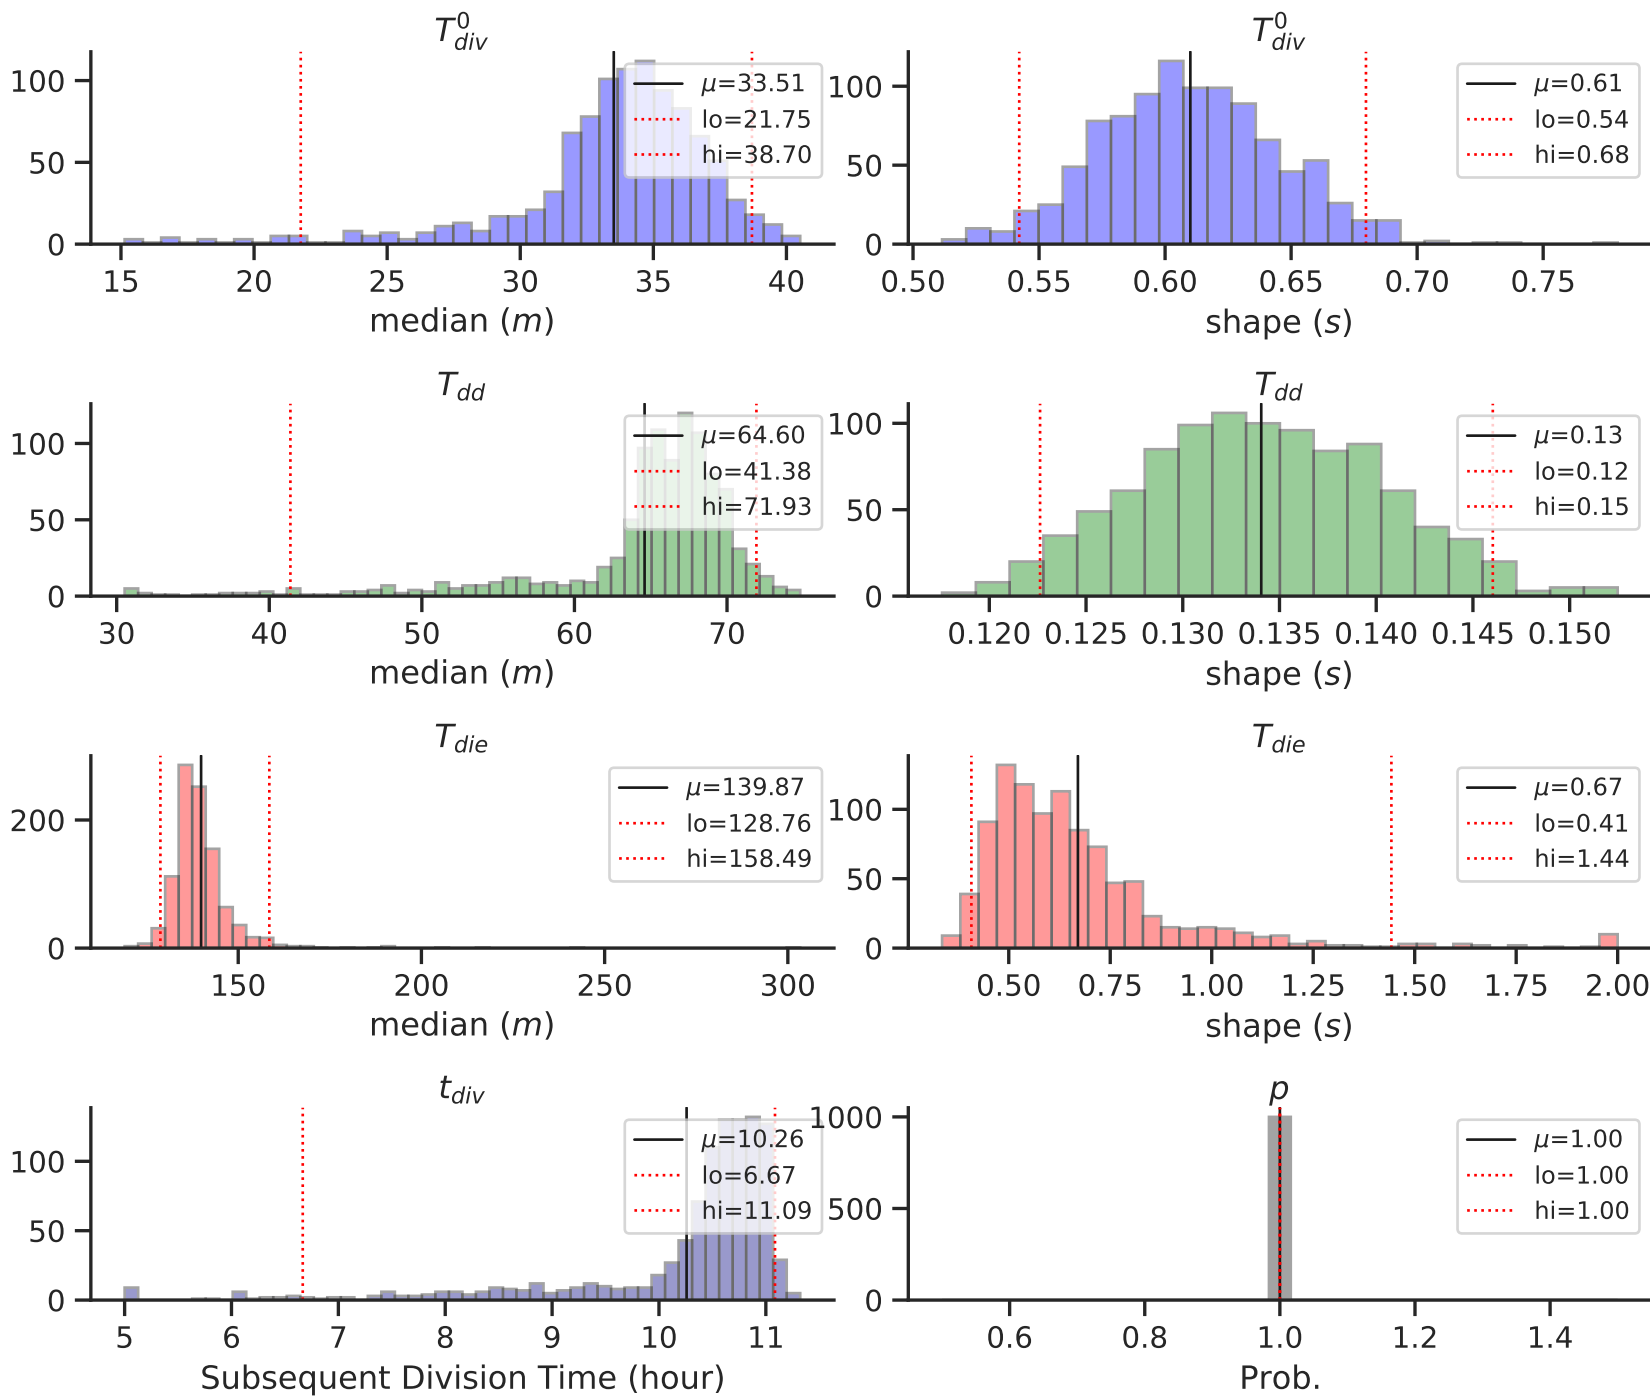 T⁰div
100
50
0
μ=33.51
lo=21.75
hi=38.70
15 20 25 30 35 40
median (m)
T⁰div
100
50
0
μ=0.61
lo=0.54
hi=0.68
0.50 0.55 0.60 0.65 0.70 0.75
shape (s)
Tdd
100
50
0
μ=64.60
lo=41.38
hi=71.93
30 40 50 60 70
median (m)
Tdd
100
50
0
μ=0.13
lo=0.12
hi=0.15
0.120 0.125 0.130 0.135 0.140 0.145 0.150
shape (s)
Tdie
200
0
μ=139.87
lo=128.76
hi=158.49
150 200 250 300
median (m)
Tdie
100
50
0
μ=0.67
lo=0.41
hi=1.44
0.50 0.75 1.00 1.25 1.50 1.75 2.00
shape (s)
tdiv
100
50
0
μ=10.26
lo=6.67
hi=11.09
5 6 7 8 9 10 11
Subsequent Division Time (hour)
p
1000
500
0
μ=1.00
lo=1.00
hi=1.00
0.6 0.8 1.0 1.2 1.4
Prob.